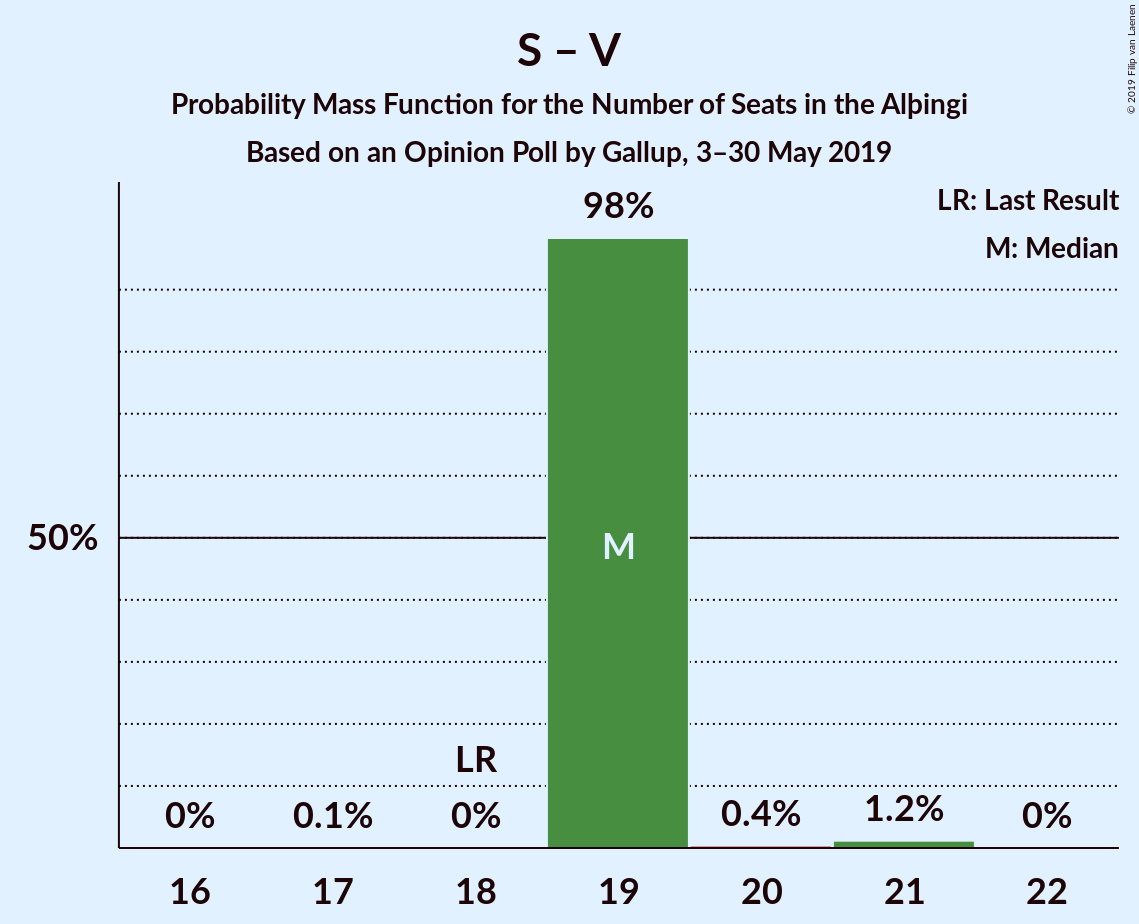 S – V
Probability Mass Function for the Number of Seats in the Alþingi
Based on an Opinion Poll by Gallup, 3–30 May 2019
© 2019 Filip van Laenen
LR: Last Result
M: Median
98%
50%
M
LR
0%
0.1%
0%
0.4%
1.2%
0%
16
17
18
19
20
21
22